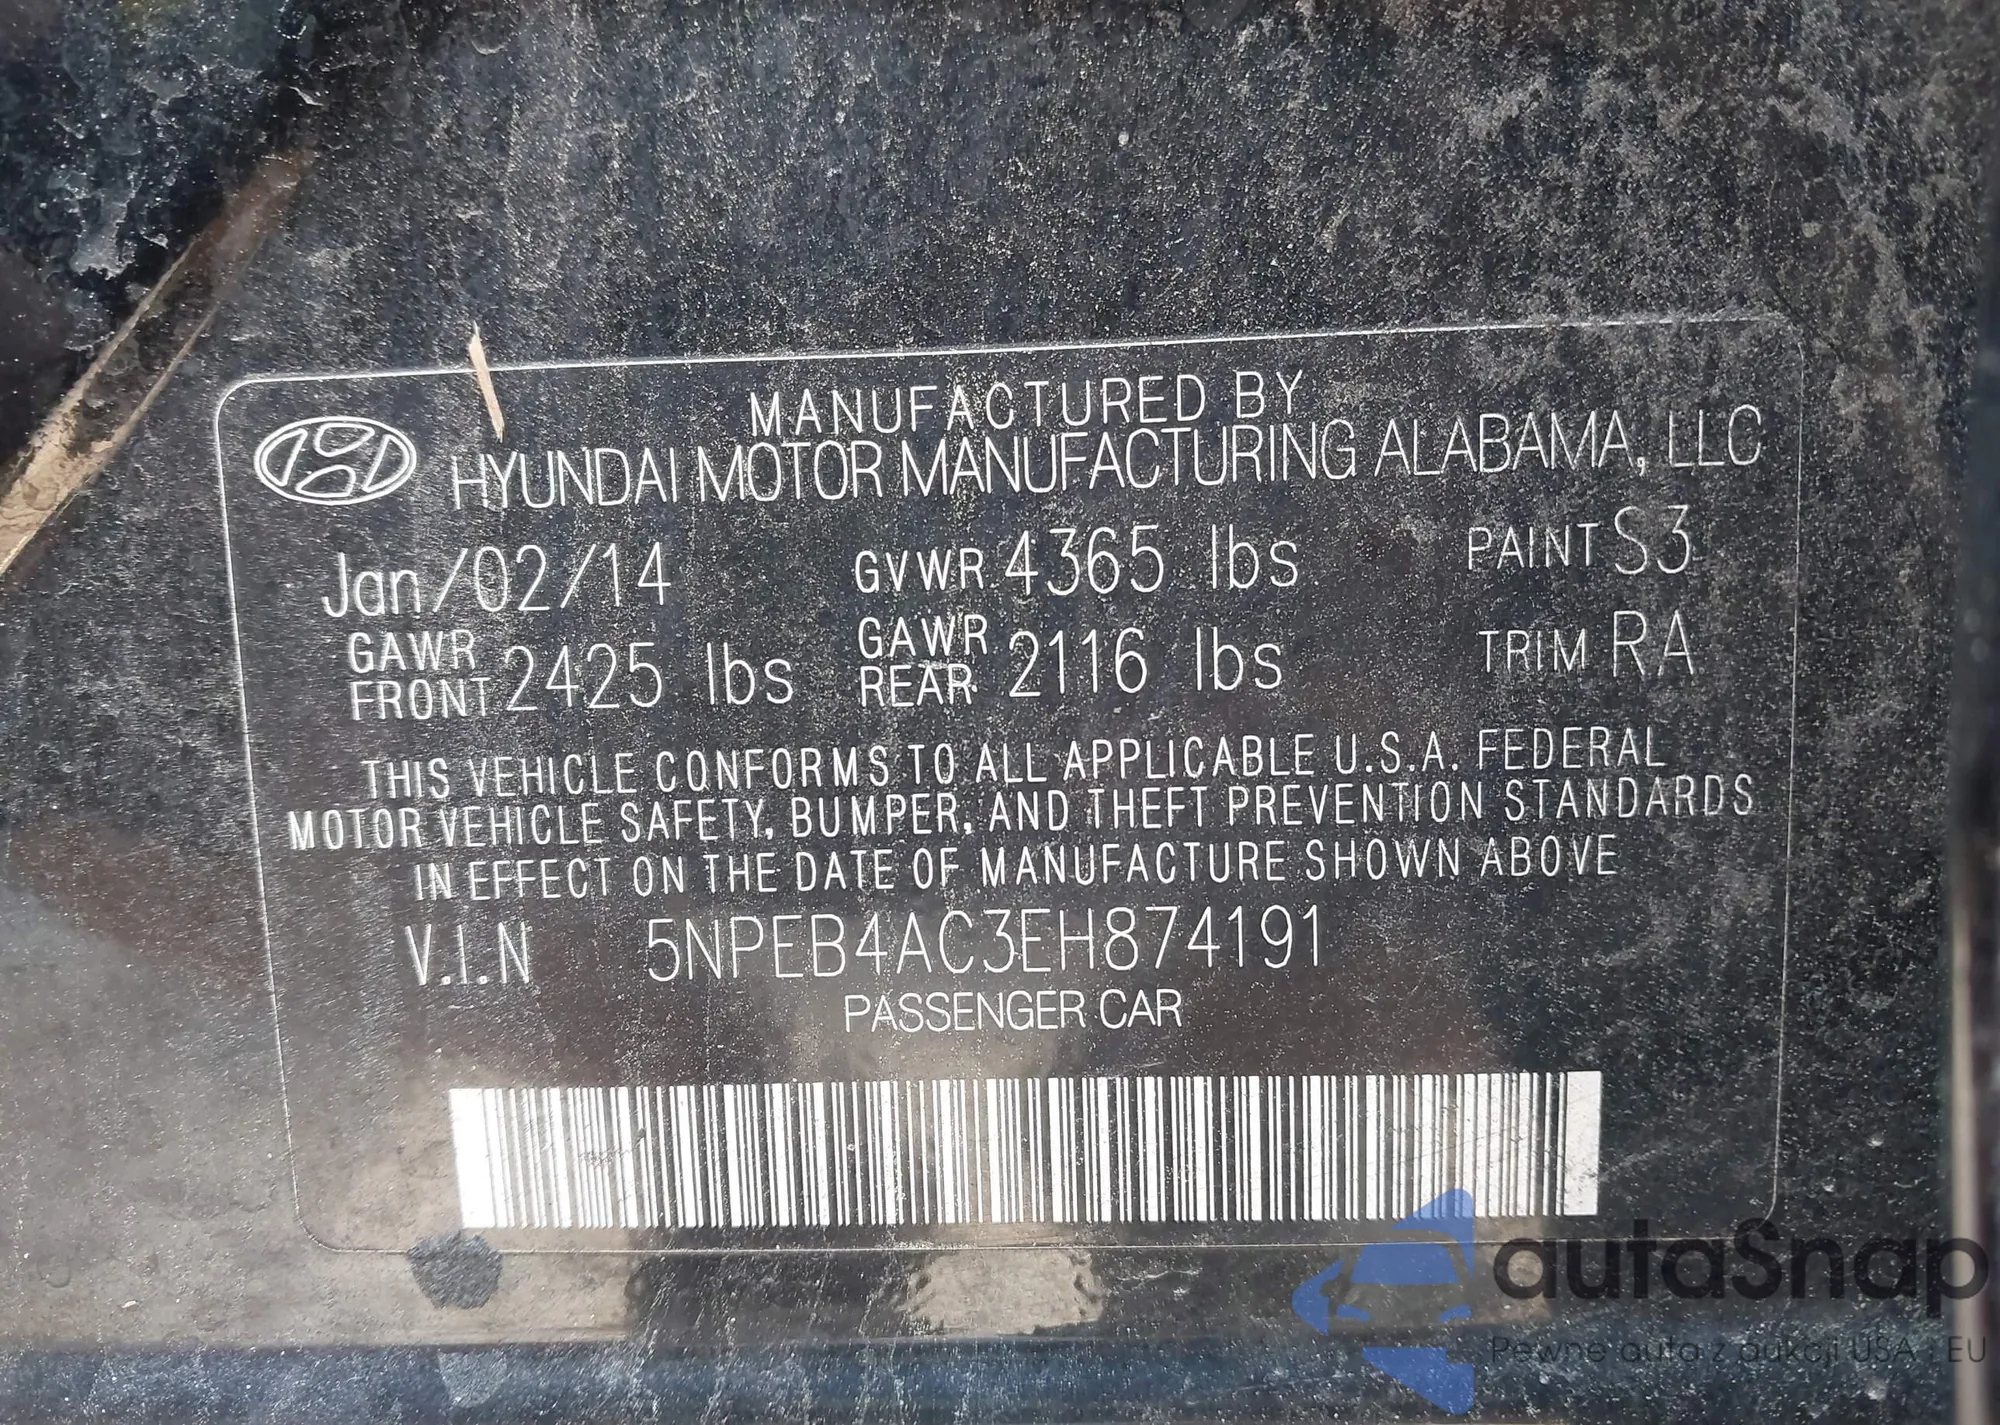 MANUFACTURED BY
HYUNDAI MOTOR MANUFACTURING ALABAMA, LLC
Jan/02/14 GVWR 4365 lbs PAINT S3
GAWR FRONT 2425 lbs GAWR REAR 2116 lbs TRIM RA
THIS VEHICLE CONFORMS TO ALL APPLICABLE U.S.A. FEDERAL
MOTOR VEHICLE SAFETY, BUMPER, AND THEFT PREVENTION STANDARDS
IN EFFECT ON THE DATE OF MANUFACTURE SHOWN ABOVE
V.I.N 5NPEB4AC3EH874191
PASSENGER CAR
autaSnap
Pewne auta z aukcji USA i EU